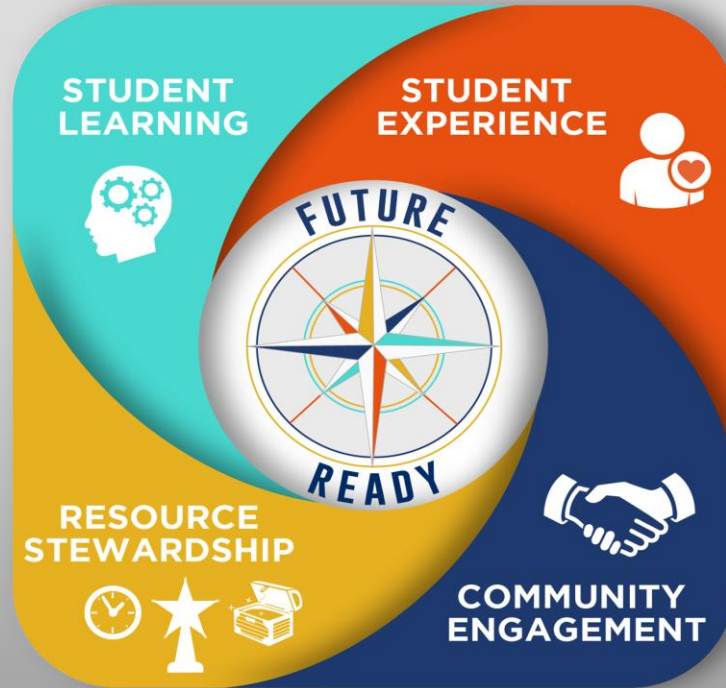 STUDENT
LEARNING
STUDENT
EXPERIENCE
FUTURE
READY
RESOURCE
STEWARDSHIP
COMMUNITY
ENGAGEMENT